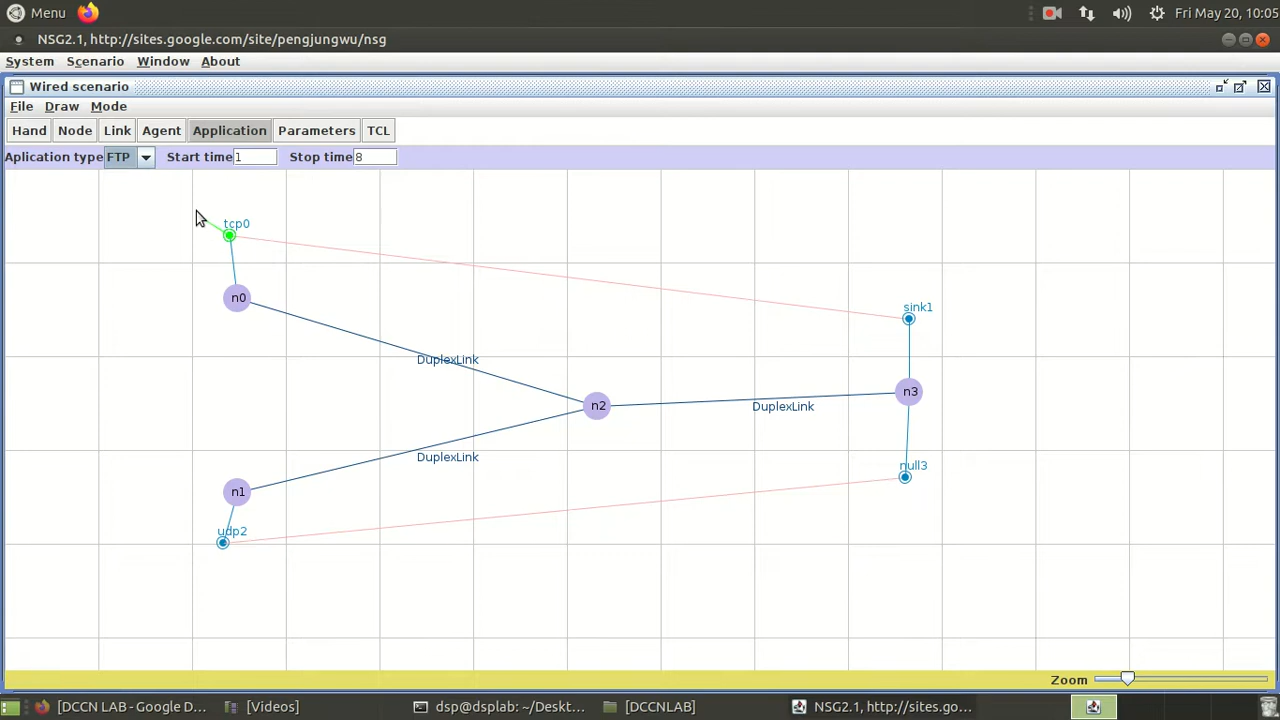 Menu
Fri May 20, 10:05
NSG2.1, http://sites.google.com/site/pengjungwu/nsg
System Scenario Window About
Wired scenario
File Draw Mode
Hand Node Link Agent Application Parameters TCL
Aplication type FTP Start time 1 Stop time 8
tcp0
n0
sink1
DuplexLink
n3
n2
DuplexLink
DuplexLink
null3
n1
udp2
Zoom
[DCCN LAB - Google D... [Videos] dsp@dsplab: ~/Deskt... [DCCNLAB] NSG2.1, http://sites.go...